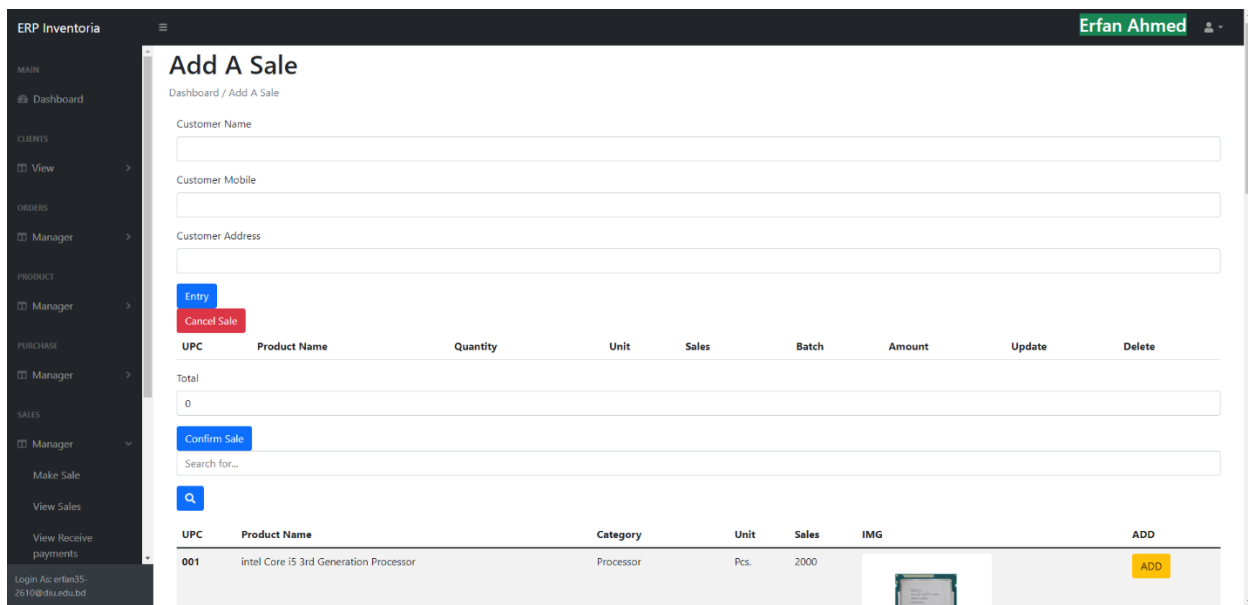 ERP Inventoria
Erfan Ahmed
MAIN
Dashboard
CLIENTS
View
ORDERS
Manager
PRODUCT
Manager
PURCHASE
Manager
SALES
Manager
Make Sale
View Sales
View Receive
payments
Login As: erfan35-
2610@diu.edu.bd
Add A Sale
Dashboard / Add A Sale
Customer Name
Customer Mobile
Customer Address
Entry
Cancel Sale
UPC Product Name Quantity Unit Sales Batch Amount Update Delete
Total
0
Confirm Sale
Search for...
UPC Product Name Category Unit Sales IMG ADD
001 intel Core i5 3rd Generation Processor Processor Pcs. 2000 ADD